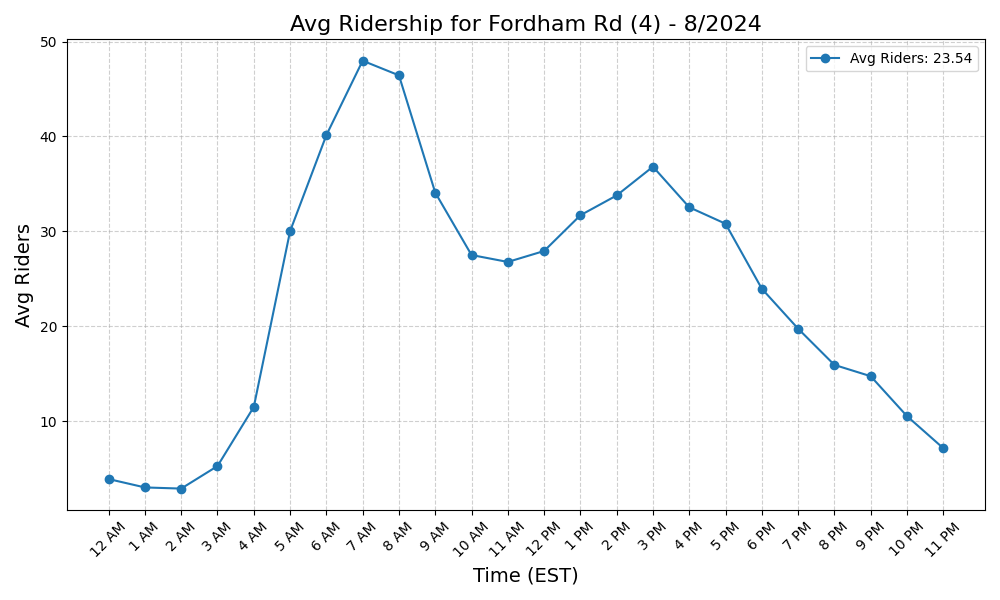 Avg Ridership for Fordham Rd (4) - 8/2024
Avg Riders: 23.54
Avg Riders
50
40
30
20
10
12 AM
1 AM
2 AM
3 AM
4 AM
5 AM
6 AM
7 AM
8 AM
9 AM
10 AM
11 AM
12 PM
1 PM
2 PM
3 PM
4 PM
5 PM
6 PM
7 PM
8 PM
9 PM
10 PM
11 PM
Time (EST)